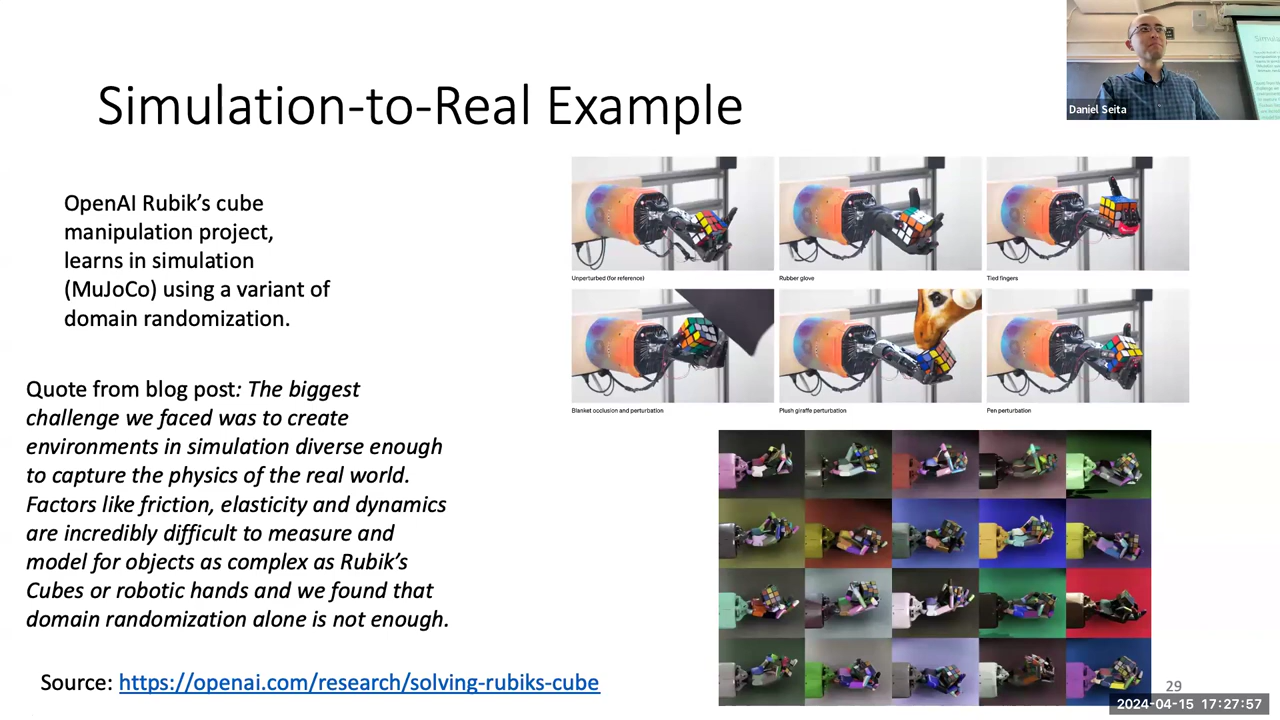 Simulation-to-Real Example
Daniel Seita
OpenAI Rubik's cube
manipulation project,
learns in simulation
(MuJoCo) using a variant of
domain randomization.
Quote from blog post: The biggest
challenge we faced was to create
environments in simulation diverse enough
to capture the physics of the real world.
Factors like friction, elasticity and dynamics
are incredibly difficult to measure and
model for objects as complex as Rubik's
Cubes or robotic hands and we found that
domain randomization alone is not enough.
Source: https://openai.com/research/solving-rubiks-cube
Unperturbed (for reference)
Rubber glove
Tied fingers
Blanket occlusion and perturbation
Plush giraffe perturbation
Pen perturbation
29
2024-04-15 17:27:57